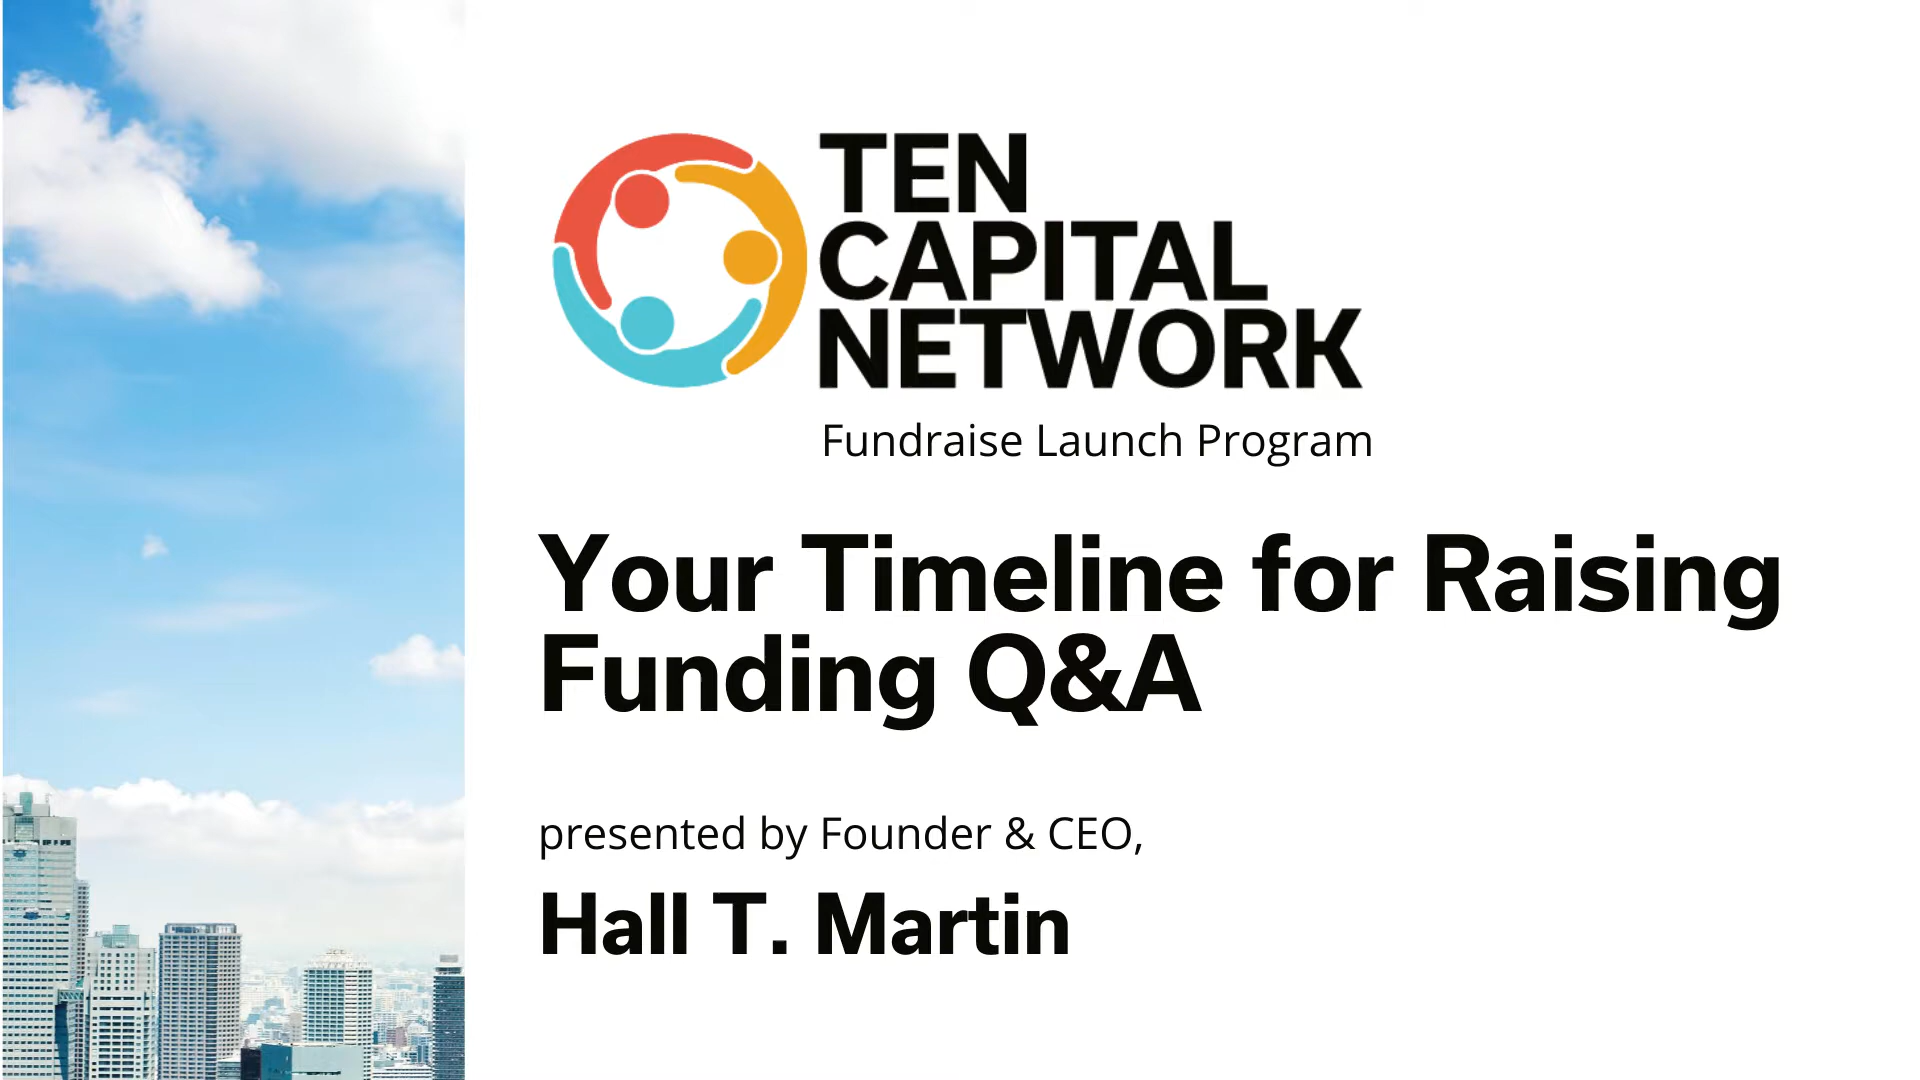 TEN
CAPITAL
NETWORK
Fundraise Launch Program
Your Timeline for Raising
Funding Q&A
presented by Founder & CEO,
Hall T. Martin